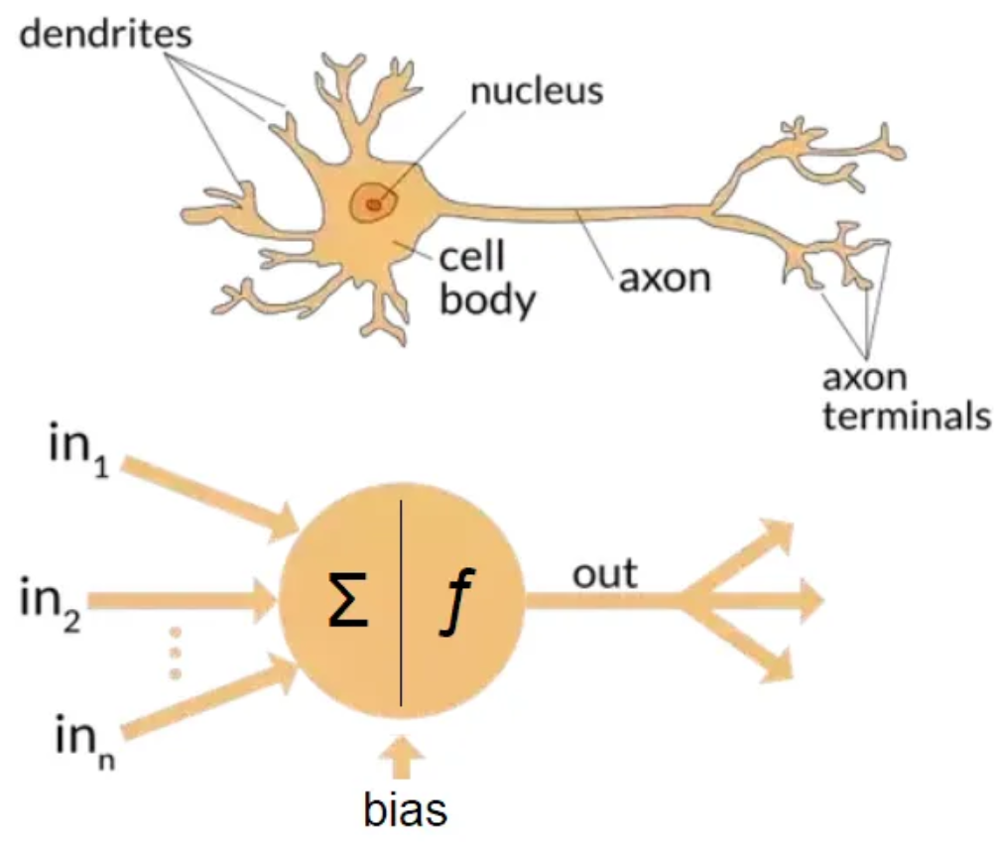 dendrites
nucleus
cell
body
axon
axon
terminals
in1
in2
Σ
ƒ
out
inn
bias